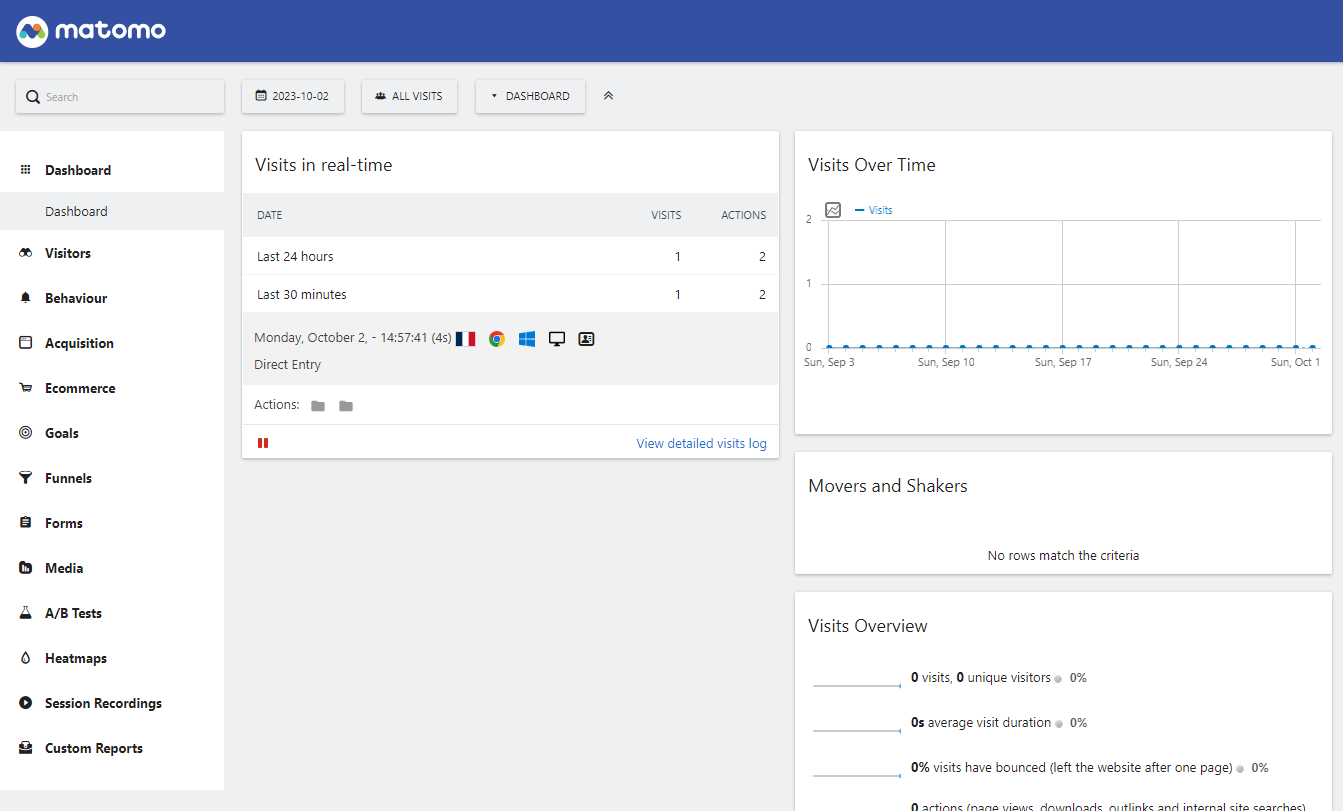 matomo
Search
2023-10-02
ALL VISITS
DASHBOARD
Dashboard
Dashboard
Visitors
Behaviour
Acquisition
Ecommerce
Goals
Funnels
Forms
Media
A/B Tests
Heatmaps
Session Recordings
Custom Reports
Visits in real-time
DATE VISITS ACTIONS
Last 24 hours 1 2
Last 30 minutes 1 2
Monday, October 2, - 14:57:41 (4s)
Direct Entry
Actions:
View detailed visits log
Visits Over Time
Visits
2
1
0
Sun, Sep 3 Sun, Sep 10 Sun, Sep 17 Sun, Sep 24 Sun, Oct 1
Movers and Shakers
No rows match the criteria
Visits Overview
0 visits, 0 unique visitors 0%
0s average visit duration 0%
0% visits have bounced (left the website after one page) 0%
0 actions (page views, downloads, outlinks and internal site searches)